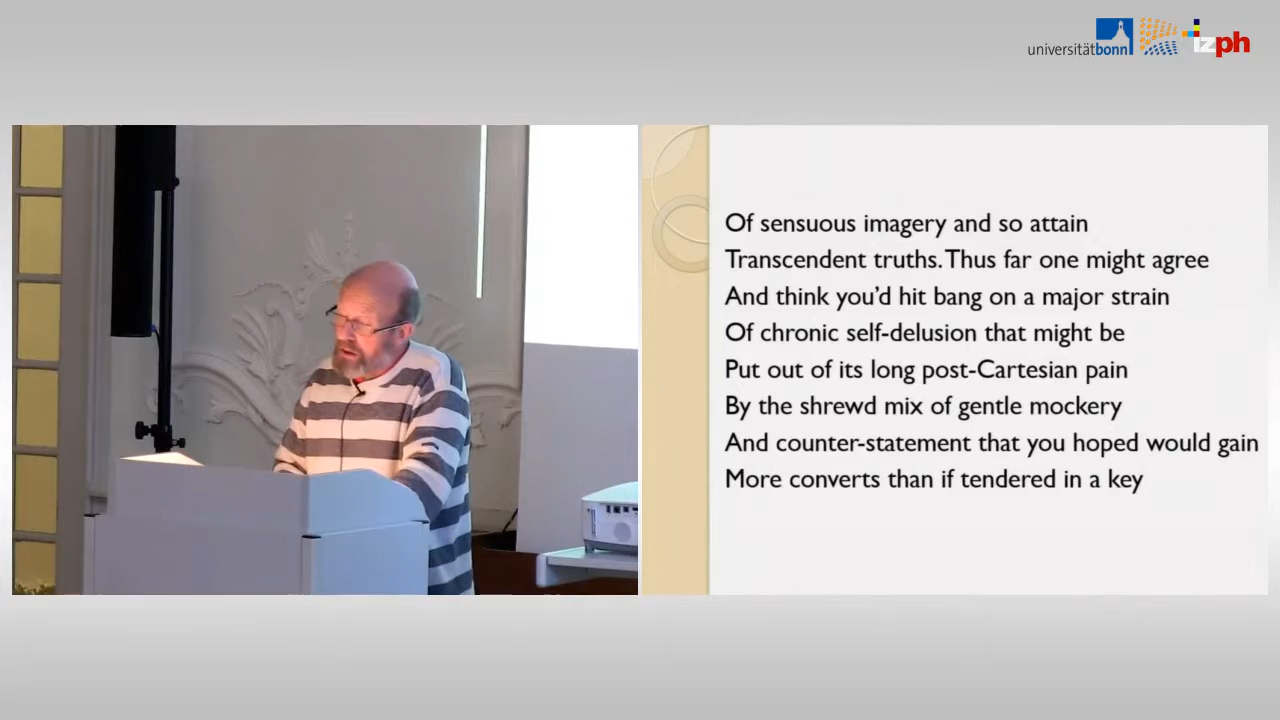 universitätbonn
izph
Of sensuous imagery and so attain
Transcendent truths. Thus far one might agree
And think you’d hit bang on a major strain
Of chronic self-delusion that might be
Put out of its long post-Cartesian pain
By the shrewd mix of gentle mockery
And counter-statement that you hoped would gain
More converts than if tendered in a key